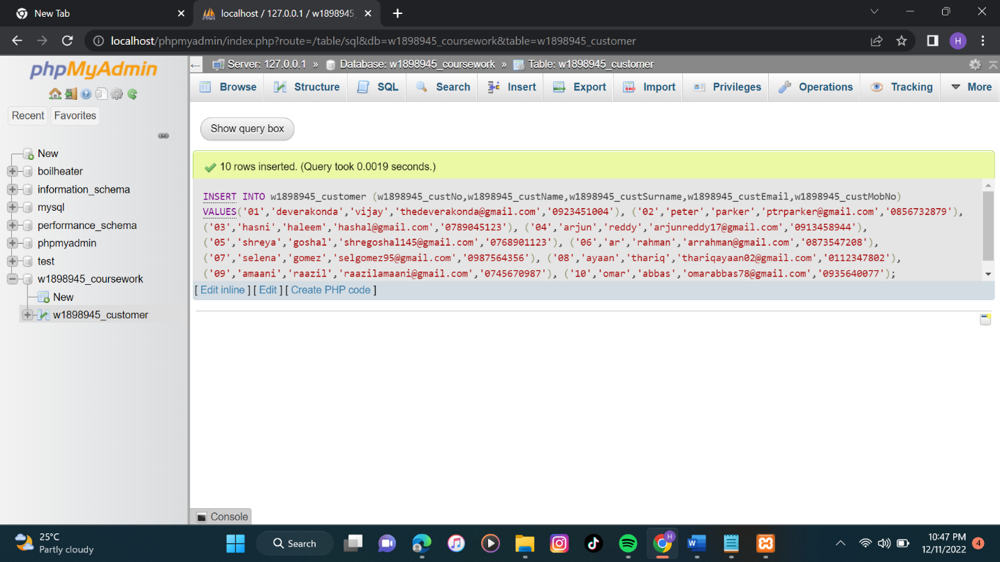 New Tab
localhost / 127.0.0.1 / w1898945_
localhost/phpmyadmin/index.php?route=/table/sql&db=w1898945_coursework&table=w1898945_customer
H
phpMyAdmin
Recent
Favorites
New
boilheater
information_schema
mysql
performance_schema
phpmyadmin
test
w1898945_coursework
New
w1898945_customer
Server: 127.0.0.1 » Database: w1898945_coursework » Table: w1898945_customer
Browse Structure SQL Search Insert Export Import Privileges Operations Tracking More
Show query box
10 rows inserted. (Query took 0.0019 seconds.)
INSERT INTO w1898945_customer (w1898945_custNo,w1898945_custName,w1898945_custSurname,w1898945_custEmail,w1898945_custMobNo)
VALUES('01','deverakonda','vijay','thedeverakonda@gmail.com','0923451004'), ('02','peter','parker','ptrparker@gmail.com','0856732879'),
('03','hasni','haleem','hashal@gmail.com','0789045123'), ('04','arjun','reddy','arjunreddy17@gmail.com','0913458944'),
('05','shreya','goshal','shregoshal145@gmail.com','0768901123'), ('06','ar','rahman','arrahman@gmail.com','0873547208'),
('07','selena','gomez','selgomez95@gmail.com','0987564356'), ('08','ayaan','thariq','thariqayaan02@gmail.com','0112347802'),
('09','amaani','raazil','raazilamaani@gmail.com','0745670987'), ('10','omar','abbas','omarabbas78@gmail.com','0935640077');
[ Edit inline ] [ Edit ] [ Create PHP code ]
Console
25°C
Partly cloudy
Search
H
10:47 PM
12/11/2022
4